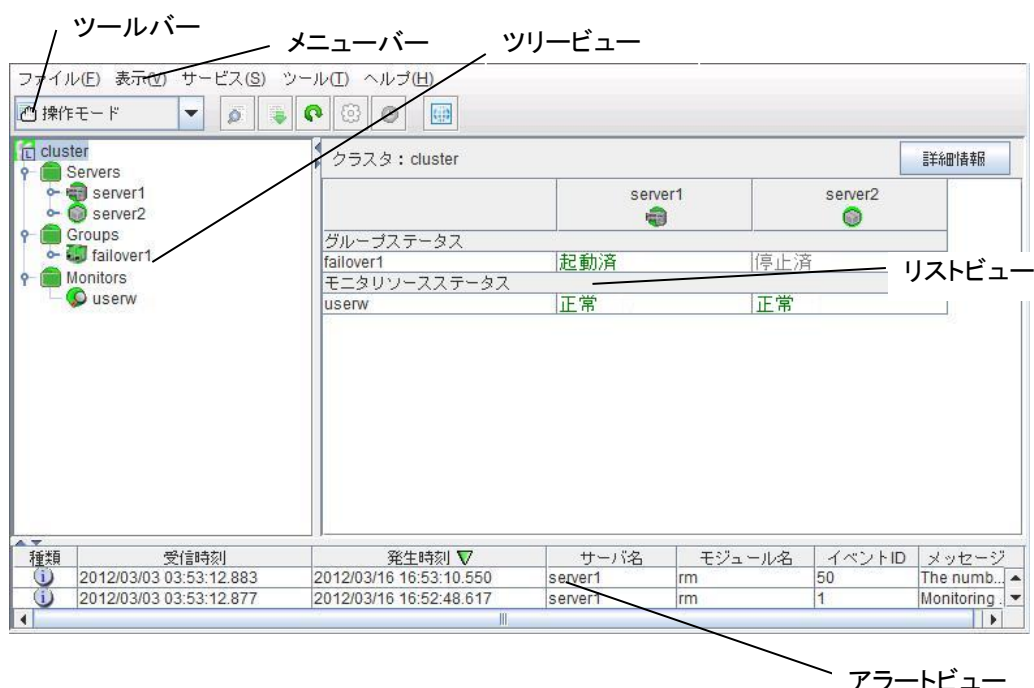 ツールバー
メニューバー
ツリービュー
ファイル(F) 表示(V) サービス(S) ツール(T) ヘルプ(H)
操作モード
cluster
Servers
server1
server2
Groups
failover1
Monitors
userw
クラスタ : cluster
詳細情報
server1 server2
グループステータス
failover1 起動済 停止済
モニタリソースステータス
userw 正常 正常
リストビュー
種類 受信時刻 発生時刻 サーバ名 モジュール名 イベントID メッセージ
2012/03/03 03:53:12.883 2012/03/16 16:53:10.550 server1 rm 50 The numb...
2012/03/03 03:53:12.877 2012/03/16 16:52:48.617 server1 rm 1 Monitoring .
アラートビュー